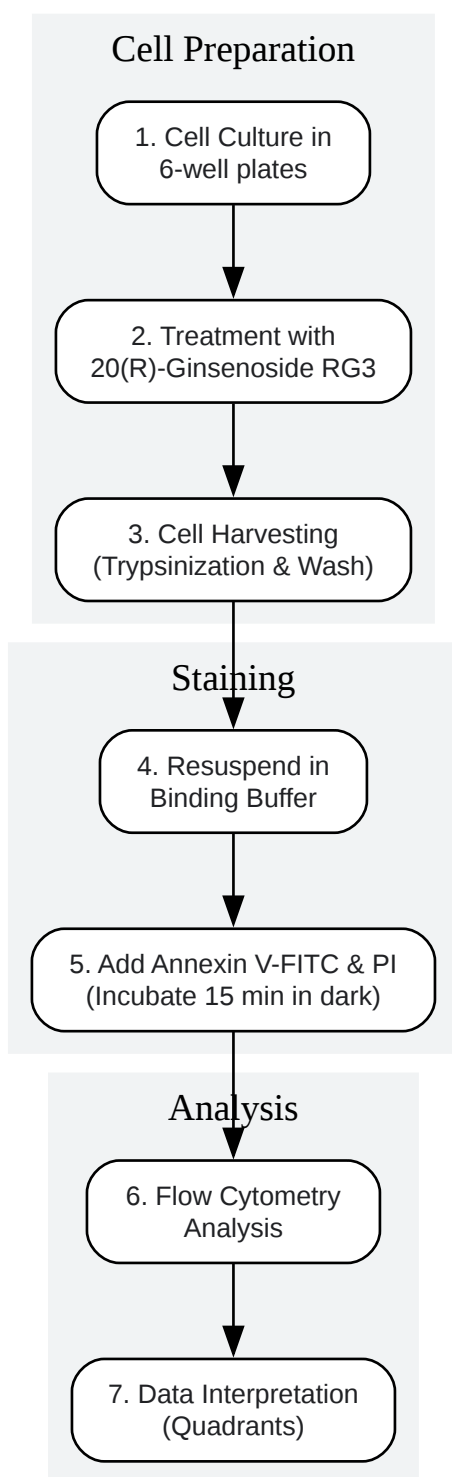 Cell Preparation
1. Cell Culture in
6-well plates
2. Treatment with
20(R)-Ginsenoside RG3
3. Cell Harvesting
(Trypsinization & Wash)
Staining
4. Resuspend in
Binding Buffer
5. Add Annexin V-FITC & PI
(Incubate 15 min in dark)
Analysis
6. Flow Cytometry
Analysis
7. Data Interpretation
(Quadrants)